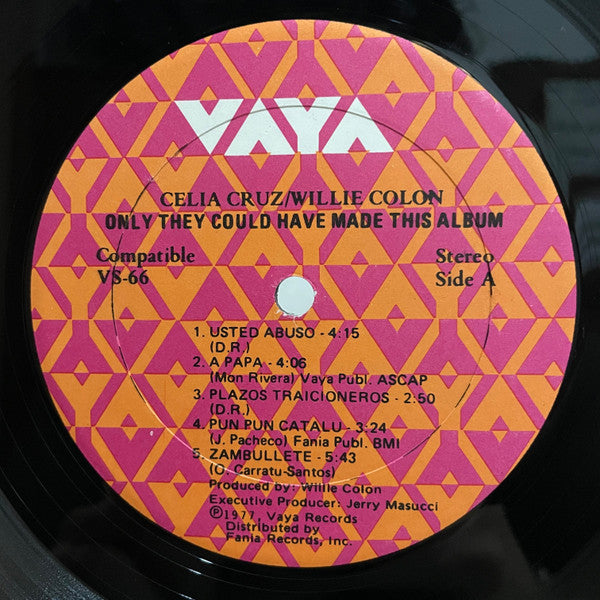 VAYA
CELIA CRUZ/WILLIE COLON
ONLY THEY COULD HAVE MADE THIS ALBUM
Compatible Stereo
VS-66 Side A
1. USTED ABUSO - 4:15
(D.R.)
2. A PAPA - 4:06
(Mon Rivera) Vaya Publ. ASCAP
3. PLAZOS TRAICIONEROS - 2:50
(D.R.)
4. PUN PUN CATALU - 3:24
(J. Pacheco) Fania Publ. BMI
5. ZAMBULLETE - 5:43
(O. Carratu-Santos)
Produced by: Willie Colon
Executive Producer: Jerry Masucci
Ⓟ1977, Vaya Records
Distributed by
Fania Records, Inc.